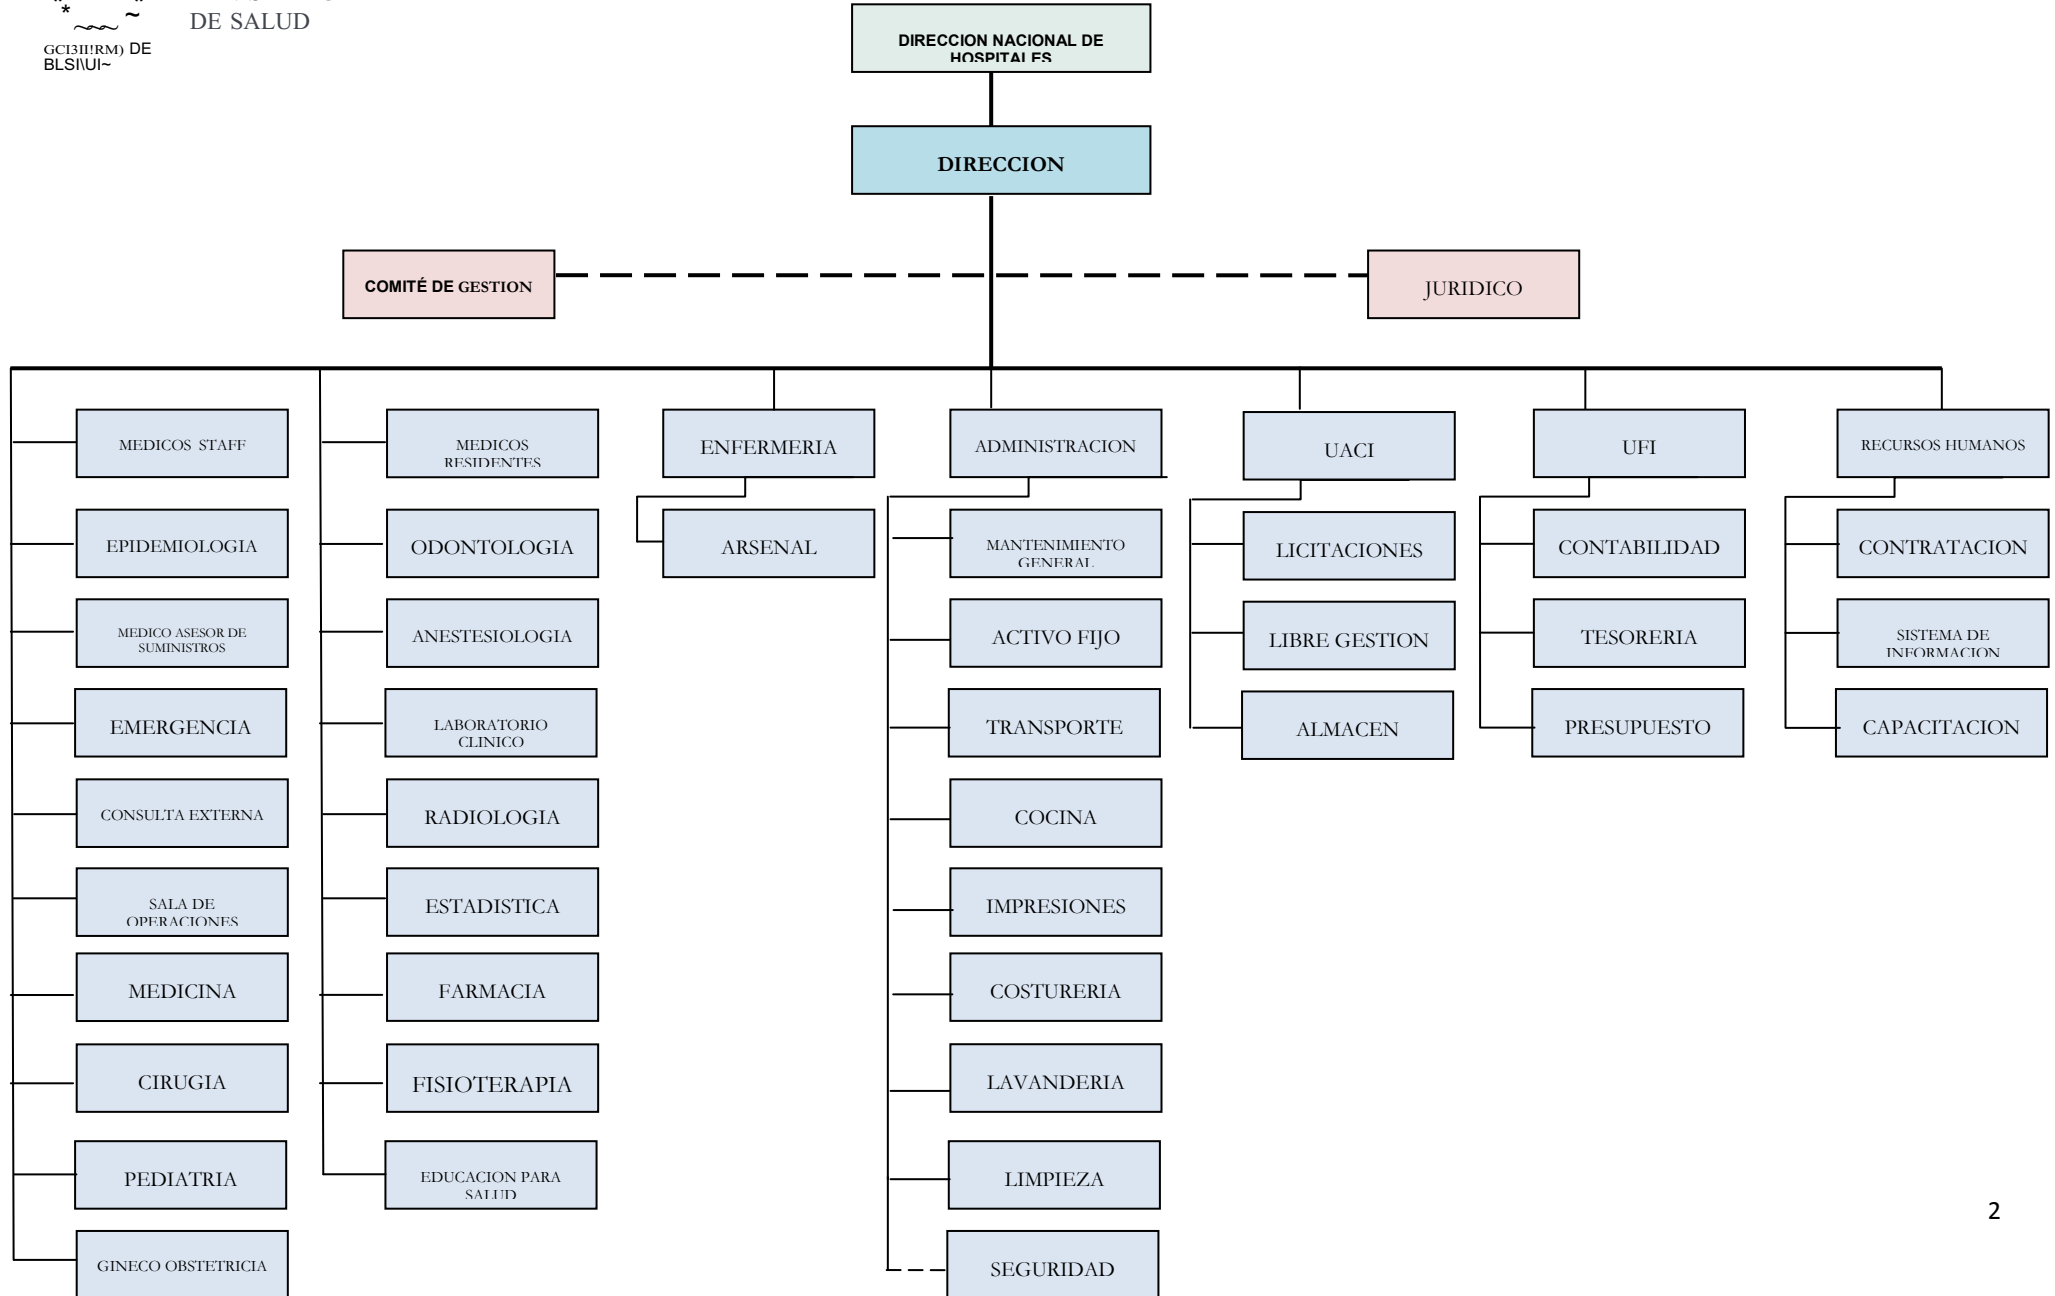 DE SALUD
DE
DIRECCION NACIONAL DE
HOSPITALES
DIRECCION
COMITÉ DE GESTION
JURIDICO
MEDICOS STAFF
MEDICOS
RESIDENTES
ENFERMERIA
ADMINISTRACION
UACI
UFI
RECURSOS HUMANOS
EPIDEMIOLOGIA
ODONTOLOGIA
ARSENAL
MANTENIMIENTO
GENERAL
LICITACIONES
CONTABILIDAD
CONTRATACION
MEDICO ASESOR DE
SUMINISTROS
ANESTESIOLOGIA
ACTIVO FIJO
LIBRE GESTION
TESORERIA
SISTEMA DE
INFORMACION
EMERGENCIA
LABORATORIO
CLINICO
TRANSPORTE
ALMACEN
PRESUPUESTO
CAPACITACION
CONSULTA EXTERNA
RADIOLOGIA
COCINA
SALA DE
OPERACIONES
ESTADISTICA
IMPRESIONES
MEDICINA
FARMACIA
COSTURERIA
CIRUGIA
FISIOTERAPIA
LAVANDERIA
PEDIATRIA
EDUCACION PARA
SALUD
LIMPIEZA
2
GINECO OBSTETRICIA
SEGURIDAD